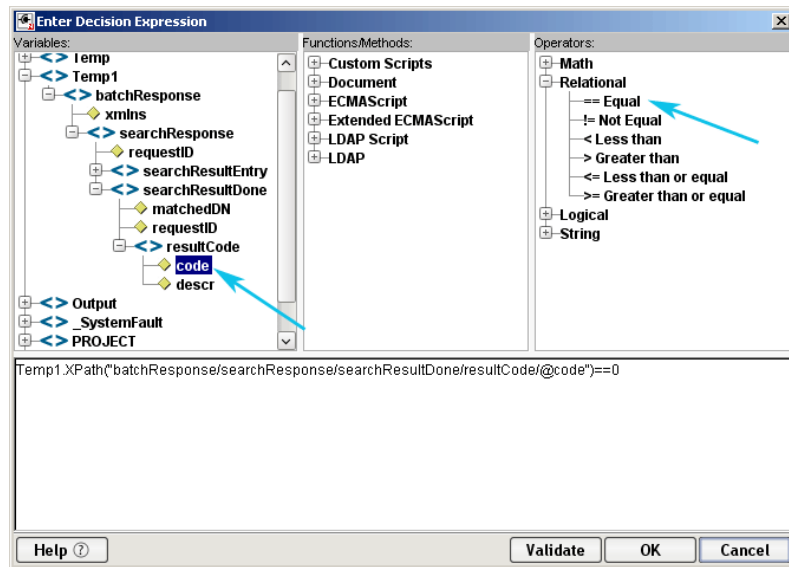 Enter Decision Expression
Variables:
Temp
Temp1
batchResponse
xmlns
searchResponse
requestID
searchResultEntry
searchResultDone
matchedDN
requestID
resultCode
code
descr
Output
_SystemFault
PROJECT
Functions/Methods:
Custom Scripts
Document
ECMAScript
Extended ECMAScript
LDAP Script
LDAP
Operators:
Math
Relational
== Equal
!= Not Equal
< Less than
> Greater than
<= Less than or equal
>= Greater than or equal
Logical
String
Temp1.XPath("batchResponse/searchResponse/searchResultDone/resultCode/@code")==0
Help ?
Validate
OK
Cancel